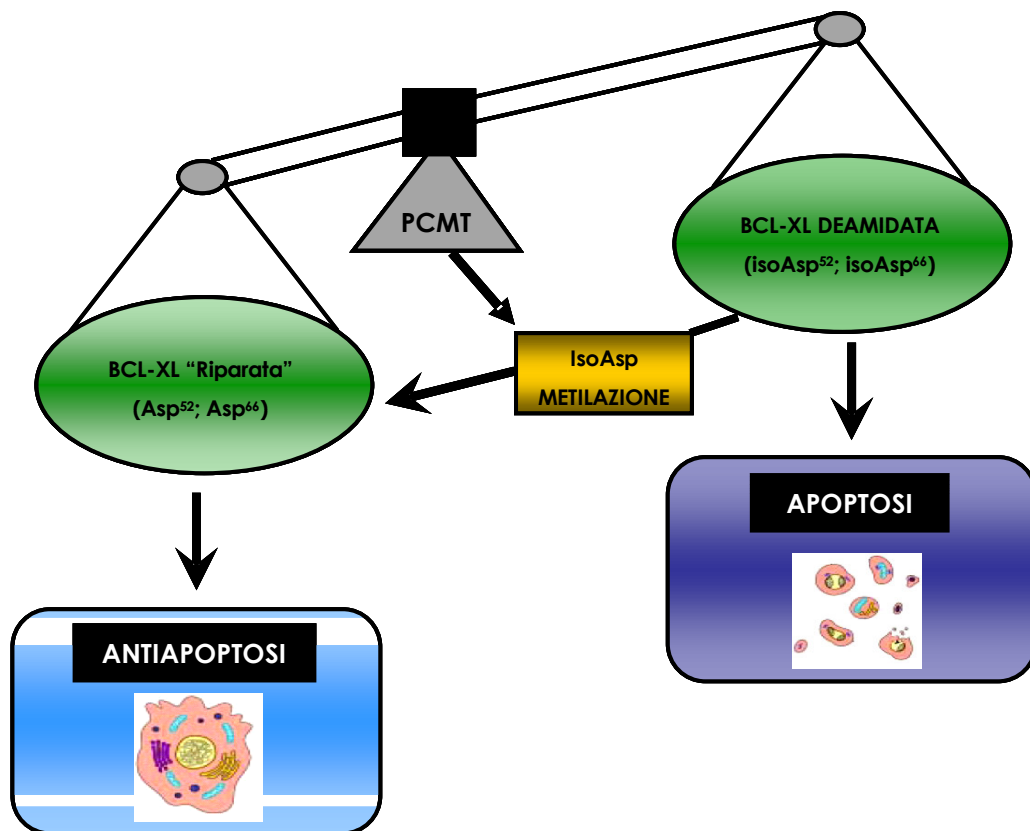 PCMT
BCL-XL DEAMIDATA
(isoAsp⁵²; isoAsp⁶⁶)
IsoAsp
METILAZIONE
BCL-XL “Riparata”
(Asp⁵²; Asp⁶⁶)
APOPTOSI
ANTIAPOPTOSI